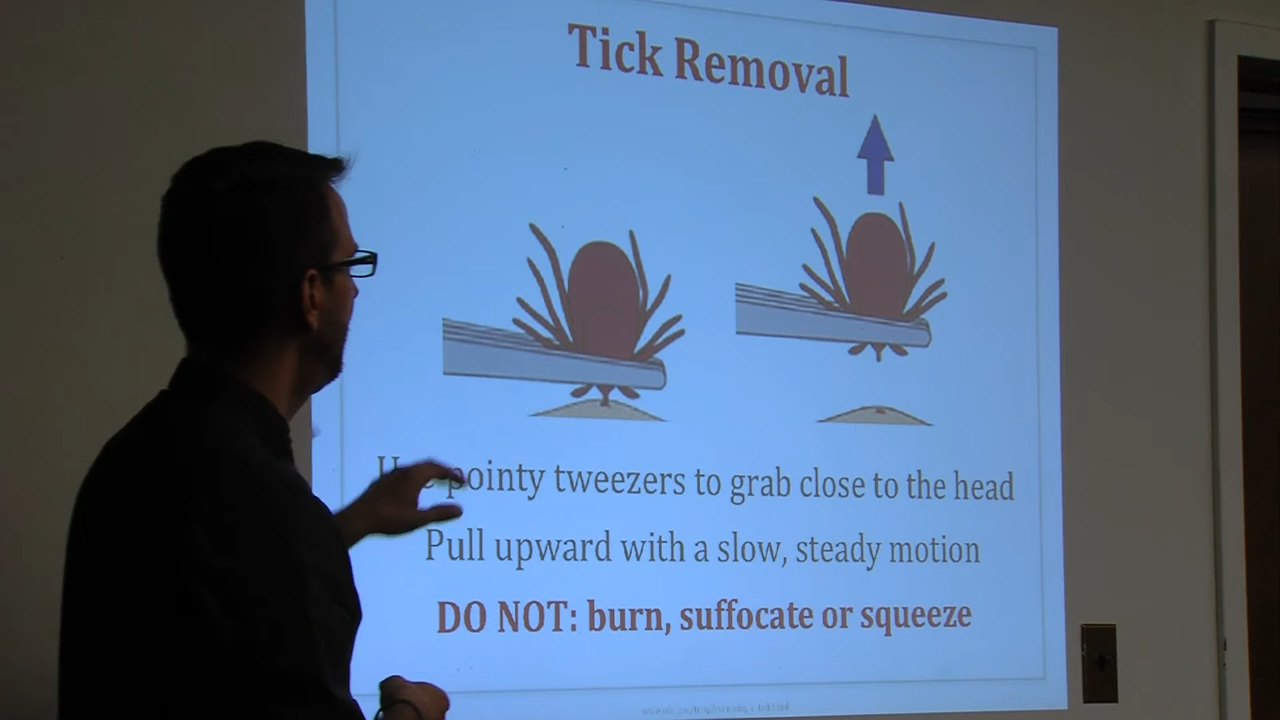 Tick Removal
Use pointy tweezers to grab close to the head
Pull upward with a slow, steady motion
DO NOT: burn, suffocate or squeeze